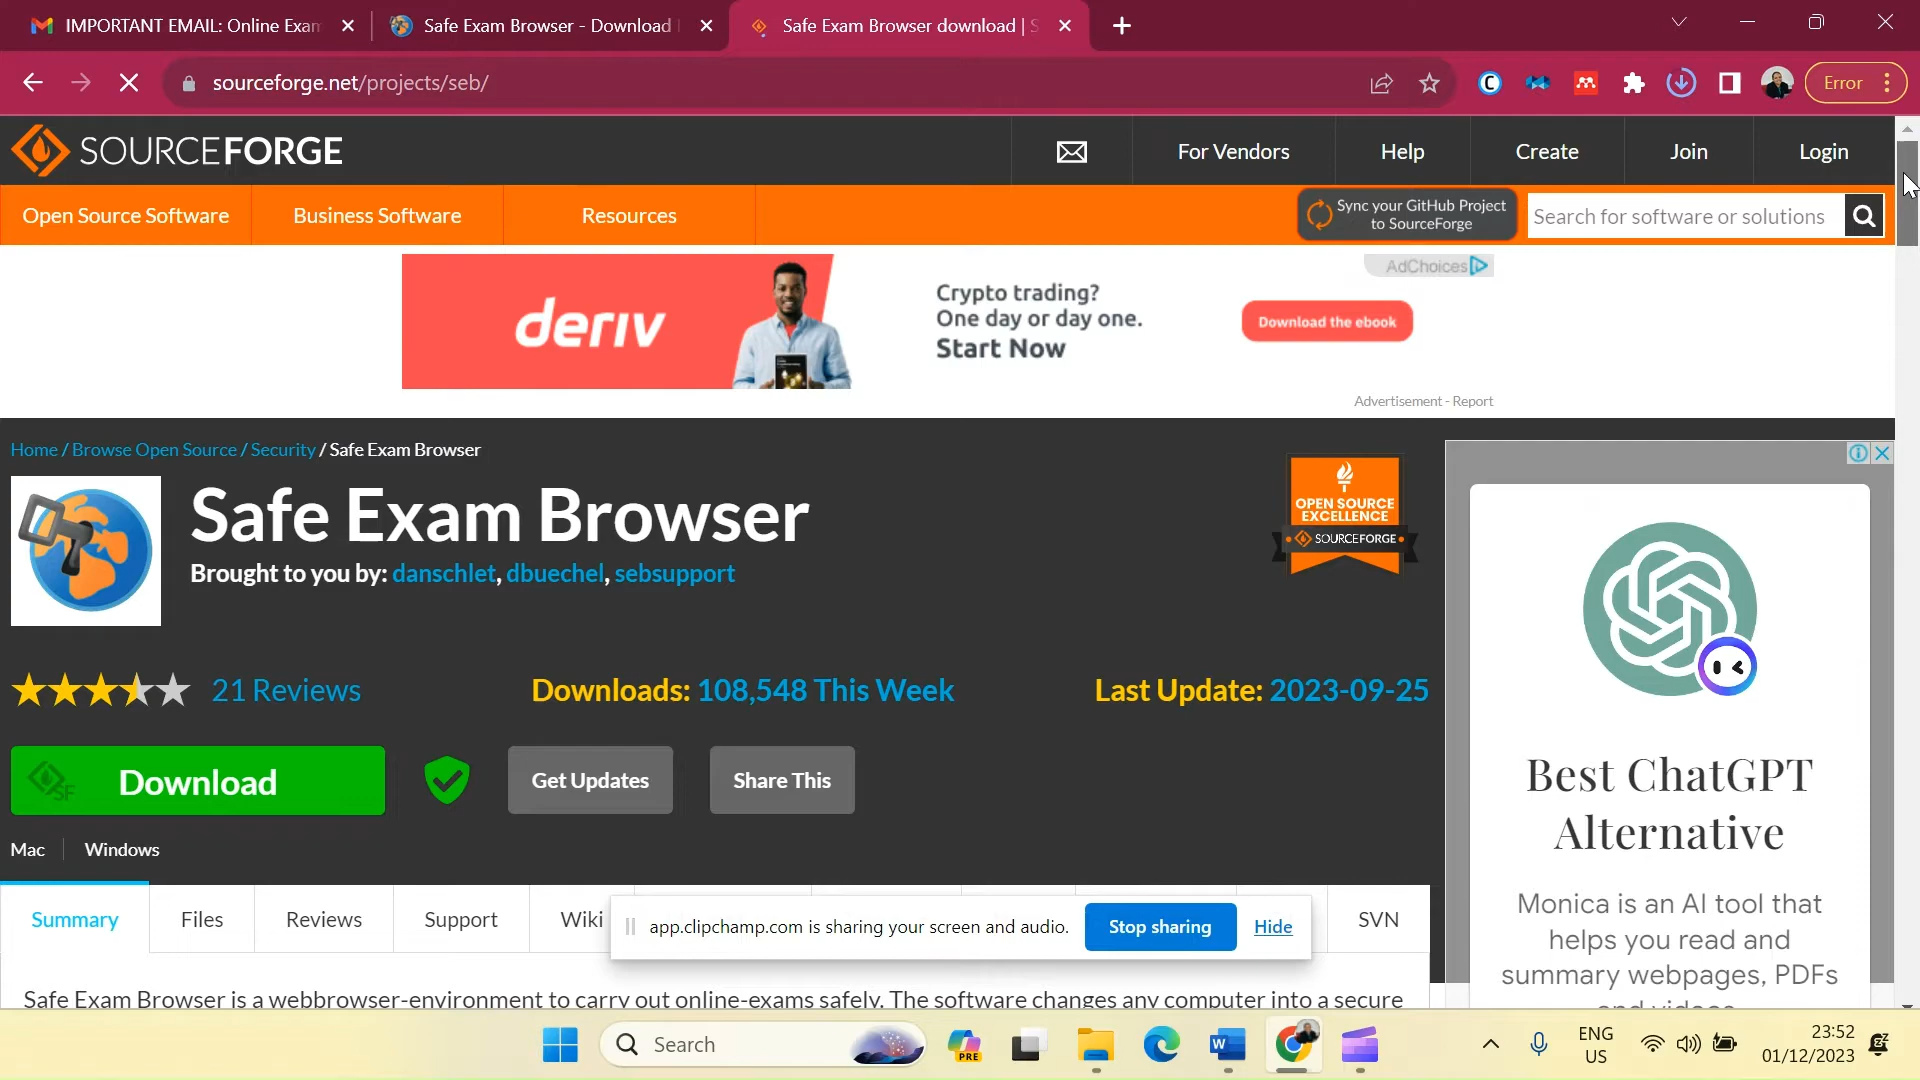 IMPORTANT EMAIL: Online Exam
Safe Exam Browser - Download
Safe Exam Browser download | S
sourceforge.net/projects/seb/
Error
SOURCEFORGE
For Vendors
Help
Create
Join
Login
Open Source Software
Business Software
Resources
Sync your GitHub Project
to SourceForge
Search for software or solutions
deriv
Crypto trading?
One day or day one.
Start Now
AdChoices
Download the ebook
Advertisement - Report
Home / Browse Open Source / Security / Safe Exam Browser
Safe Exam Browser
Brought to you by: danschlet, dbuechel, sebsupport
OPEN SOURCE
EXCELLENCE
SOURCEFORGE
21 Reviews
Downloads: 108,548 This Week
Last Update: 2023-09-25
SF
Download
Get Updates
Share This
Mac
Windows
Summary
Files
Reviews
Support
Wiki
SVN
app.clipchamp.com is sharing your screen and audio.
Stop sharing
Hide
Safe Exam Browser is a webbrowser-environment to carry out online-exams safely. The software changes any computer into a secure
Best ChatGPT
Alternative
Monica is an AI tool that
helps you read and
summary webpages, PDFs
and videos
Search
PRE
W
ENG
US
23:52
01/12/2023